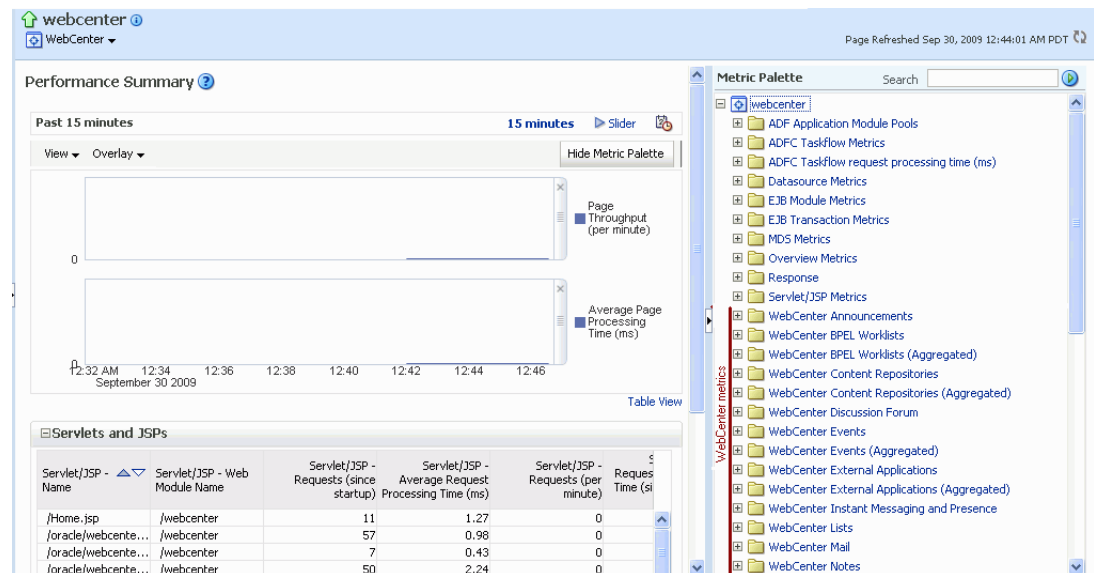 webcenter
WebCenter
Page Refreshed Sep 30, 2009 12:44:01 AM PDT
Performance Summary
Past 15 minutes
15 minutes
Slider
View
Overlay
Hide Metric Palette
Page
Throughput
(per minute)
0
Average Page
Processing
Time (ms)
0
12:32 AM 12:34 12:36 12:38 12:40 12:42 12:44 12:46
September 30 2009
Table View
Servlets and JSPs
Servlet/JSP -
Name
Servlet/JSP - Web
Module Name
Servlet/JSP -
Requests (since
startup)
Servlet/JSP -
Average Request
Processing Time (ms)
Servlet/JSP -
Requests (per
minute)
Reques
Time (si
/Home.jsp /webcenter 11 1.27 0
/oracle/webcente... /webcenter 57 0.98 0
/oracle/webcente... /webcenter 7 0.43 0
/oracle/webcente... /webcenter 50 2.24 0
Metric Palette
Search
webcenter
ADF Application Module Pools
ADFC Taskflow Metrics
ADFC Taskflow request processing time (ms)
Datasource Metrics
EJB Module Metrics
EJB Transaction Metrics
MDS Metrics
Overview Metrics
Response
Servlet/JSP Metrics
WebCenter Announcements
WebCenter BPEL Worklists
WebCenter BPEL Worklists (Aggregated)
WebCenter Content Repositories
WebCenter Content Repositories (Aggregated)
WebCenter Discussion Forum
WebCenter Events
WebCenter Events (Aggregated)
WebCenter External Applications
WebCenter External Applications (Aggregated)
WebCenter Instant Messaging and Presence
WebCenter Lists
WebCenter Mail
WebCenter Notes
WebCenter metrics